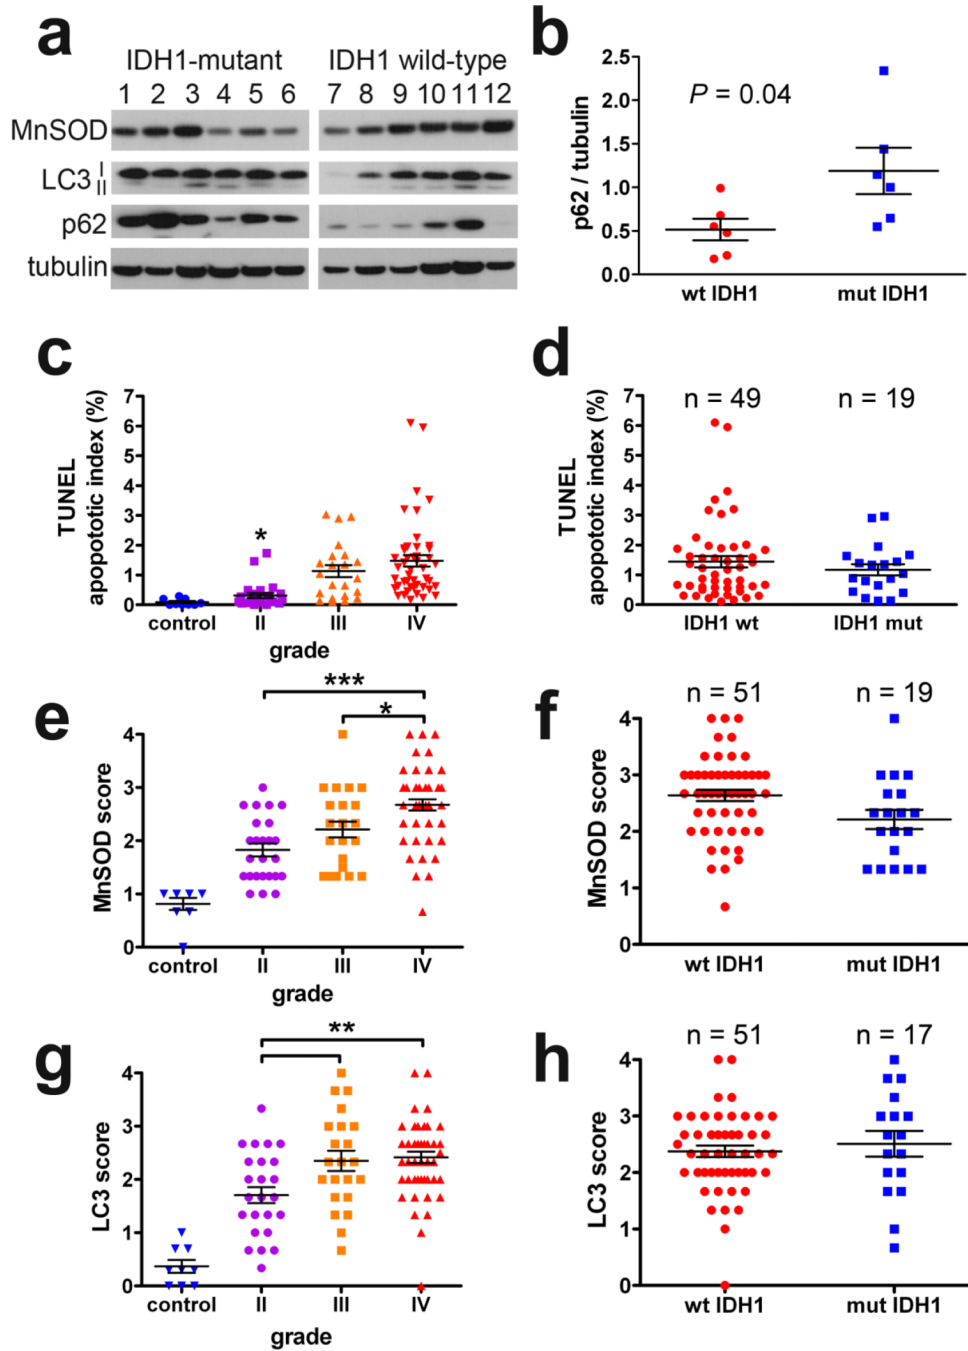 a
IDH1-mutant IDH1 wild-type
1 2 3 4 5 6 7 8 9 10 11 12
MnSOD
LC3 I
II
p62
tubulin
b
2.5
2.0
1.5
1.0
0.5
0.0
p62 / tubulin
P = 0.04
wt IDH1 mut IDH1
c
7
6
5
4
3
2
1
0
TUNEL
apopototic index (%)
*
control II III IV
grade
d
n = 49 n = 19
7
6
5
4
3
2
1
0
TUNEL
apopototic index (%)
IDH1 wt IDH1 mut
e
***
*
4
3
2
1
0
MnSOD score
control II III IV
grade
f
n = 51 n = 19
4
3
2
1
0
MnSOD score
wt IDH1 mut IDH1
g
**
4
3
2
1
0
LC3 score
control II III IV
grade
h
n = 51 n = 17
4
3
2
1
0
LC3 score
wt IDH1 mut IDH1